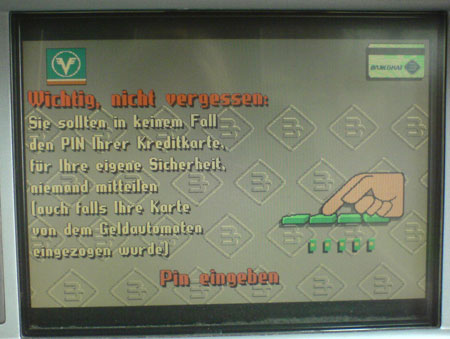 BANCOMAT
Wichtig, nicht vergessen:
Sie sollten in keinem Fall
den PIN Ihrer Kreditkarte,
für Ihre eigene Sicherheit,
niemand mitteilen
(auch falls Ihre Karte
von dem Geldautomaten
eingezogen wurde)
Pin eingeben